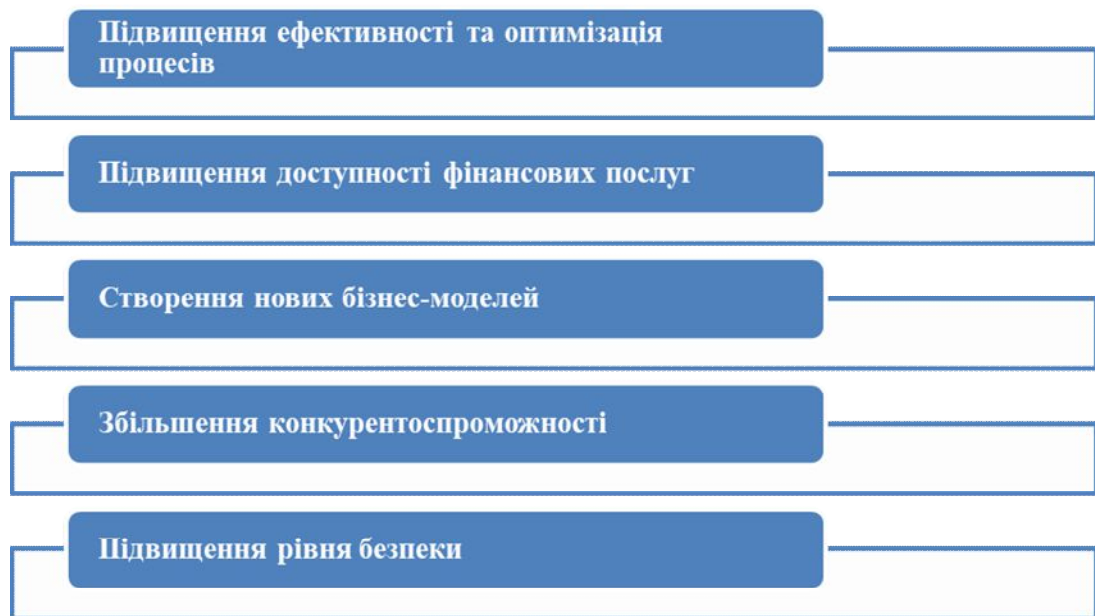 Підвищення ефективності та оптимізація
процесів
Підвищення доступності фінансових послуг
Створення нових бізнес-моделей
Збільшення конкурентоспроможності
Підвищення рівня безпеки